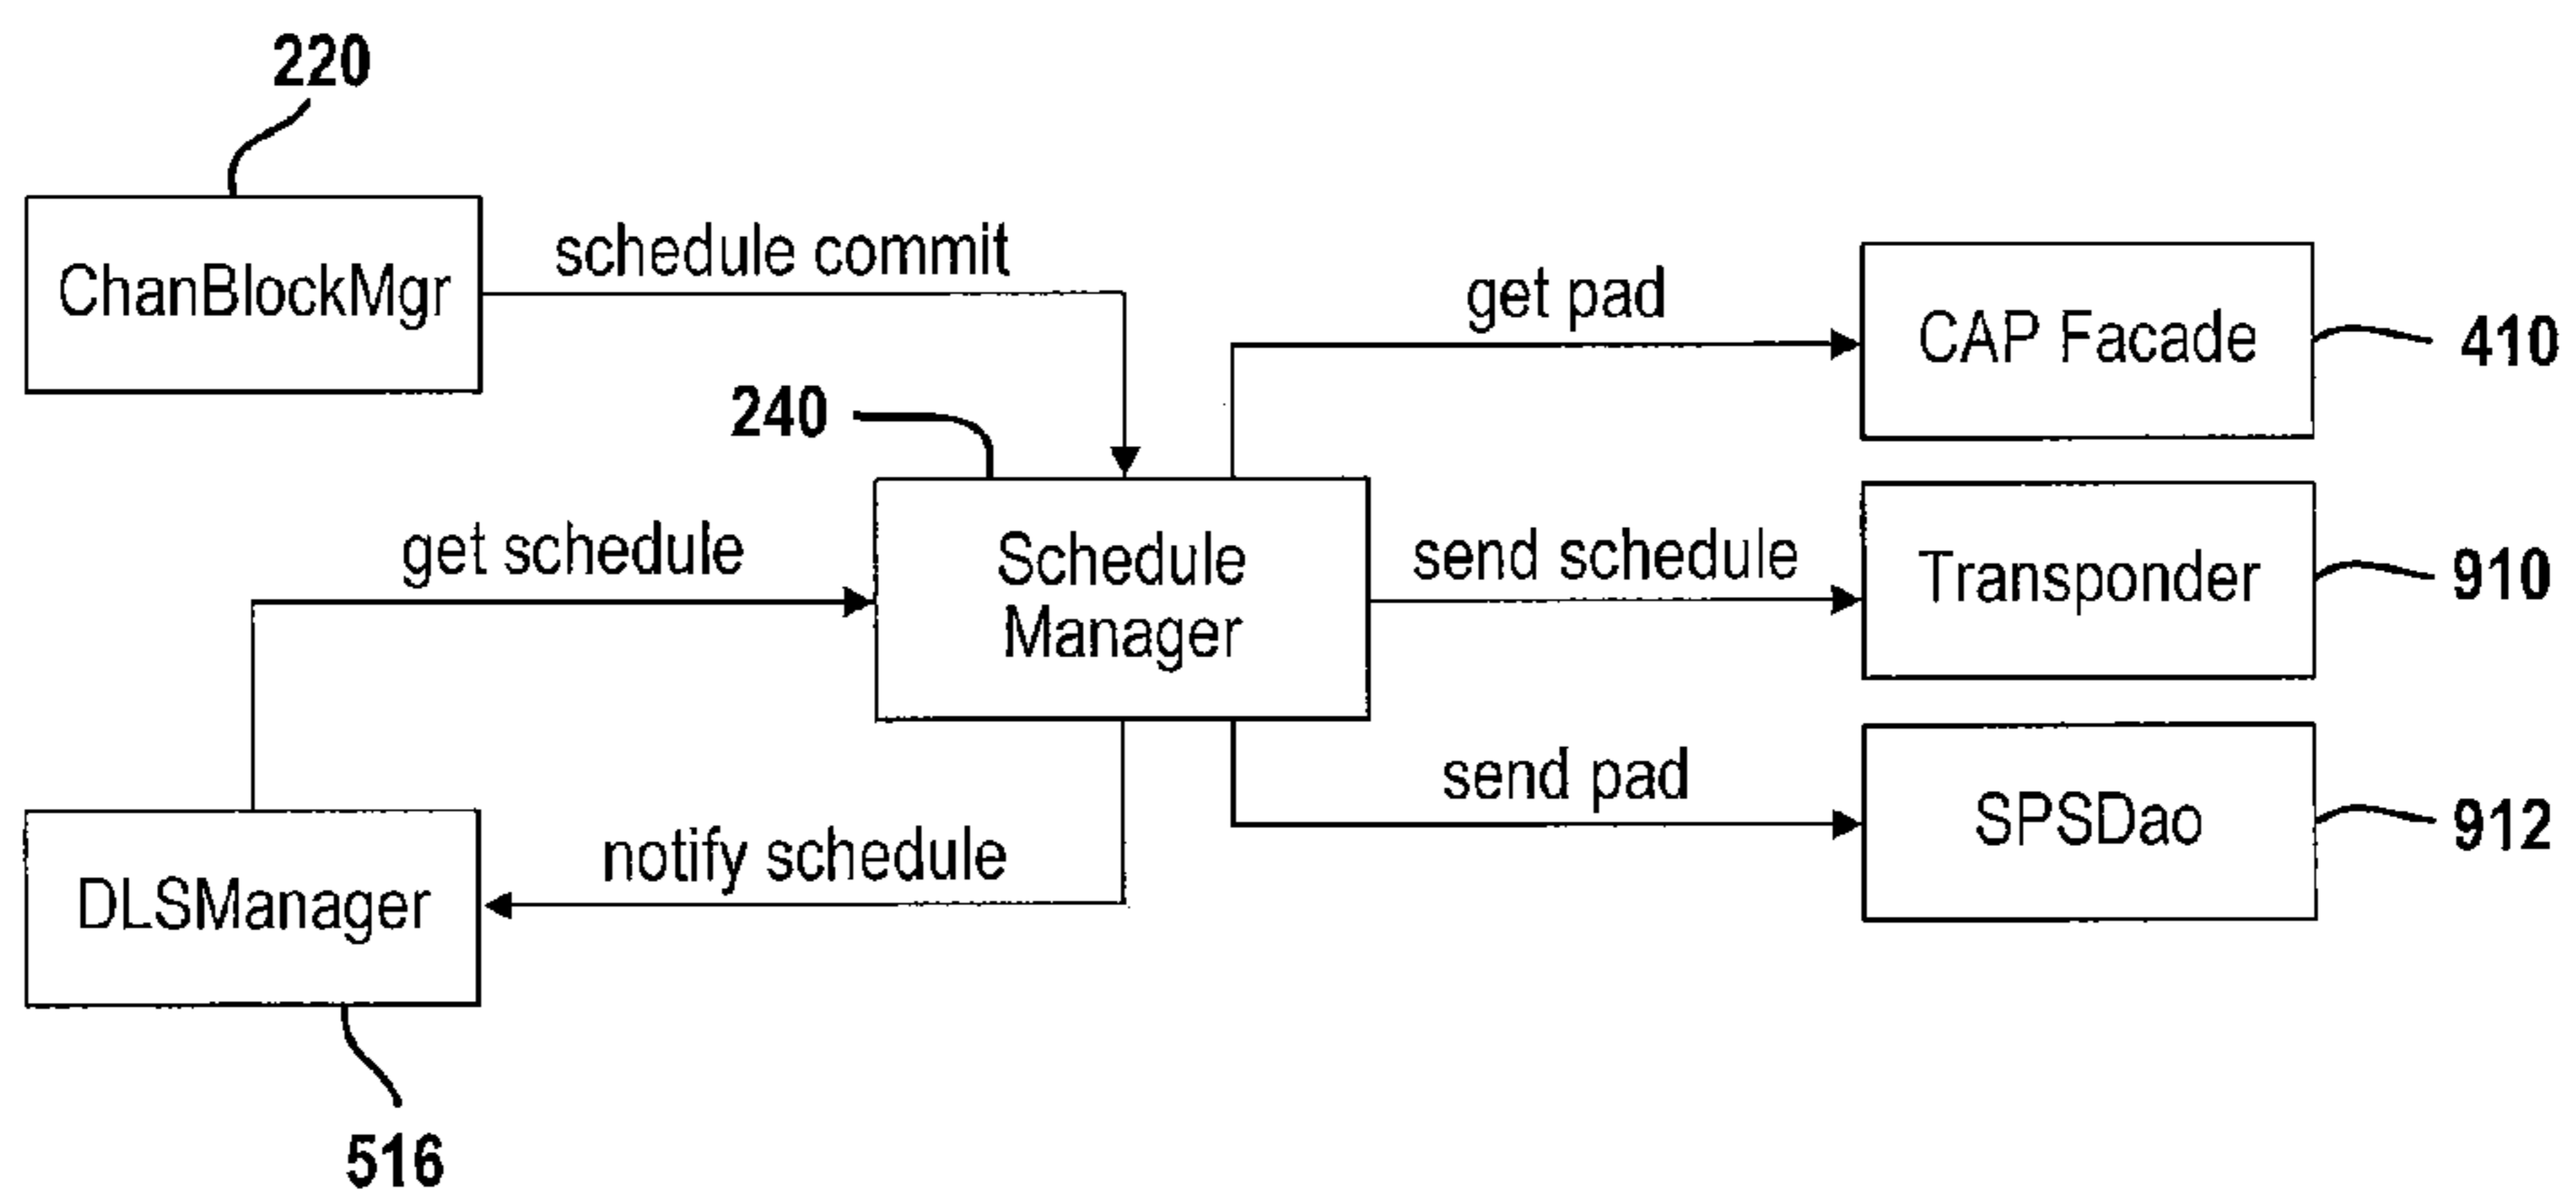 220
ChanBlockMgr
schedule commit
get pad
CAP Facade
410
240
get schedule
Schedule
Manager
send schedule
Transponder
910
send pad
SPSDao
912
notify schedule
DLSManager
516